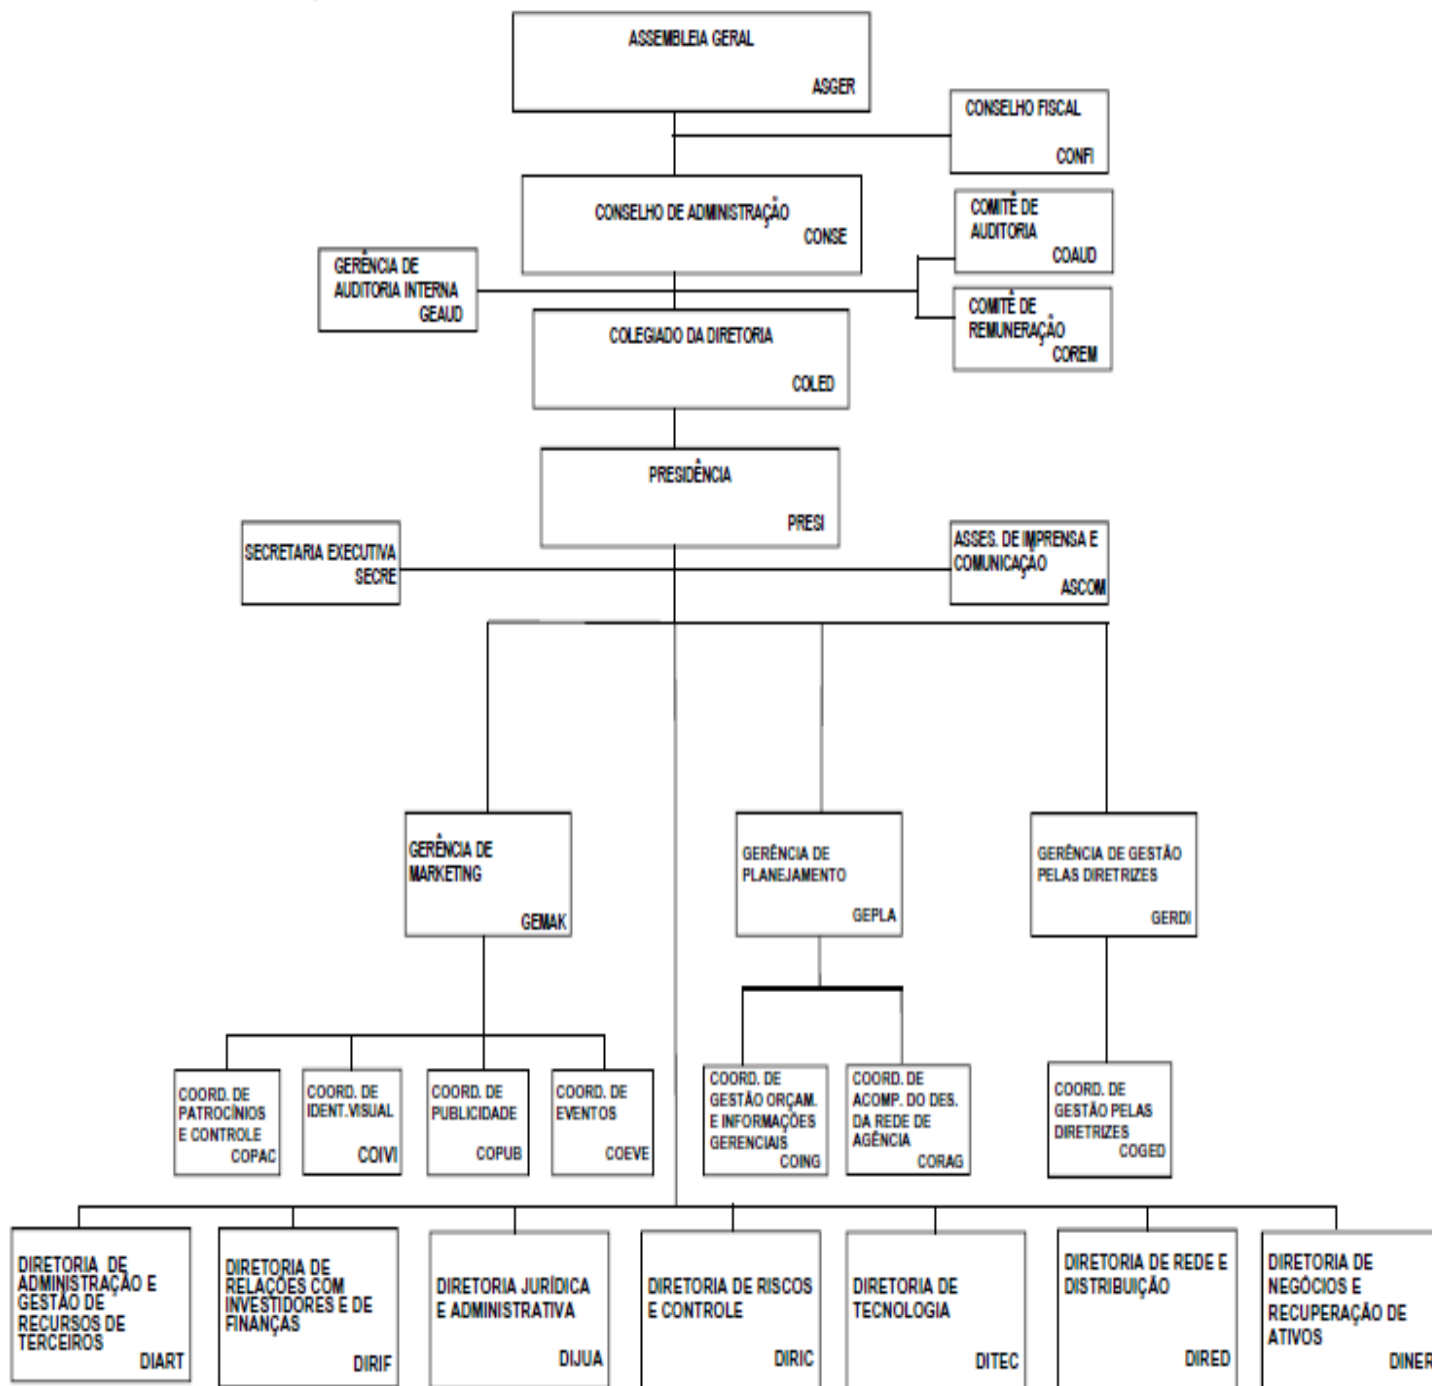 ASSEMBLEIA GERAL
ASGER
CONSELHO FISCAL
CONFI
CONSELHO DE ADMINISTRAÇÃO
CONSE
COMITÊ DE
AUDITORIA
COAUD
GERÊNCIA DE
AUDITORIA INTERNA
GEAUD
COMITÊ DE
REMUNERAÇÃO
COREM
COLEGIADO DA DIRETORIA
COLED
PRESIDÊNCIA
PRESI
SECRETARIA EXECUTIVA
SECRE
ASSES. DE IMPRENSA E
COMUNICAÇÃO
ASCOM
GERÊNCIA DE
MARKETING
GEMAK
GERÊNCIA DE
PLANEJAMENTO
GEPLA
GERÊNCIA DE GESTÃO
PELAS DIRETRIZES
GERDI
COORD. DE
PATROCÍNIOS
E CONTROLE
COPAC
COORD. DE
IDENT.VISUAL
COIVI
COORD. DE
PUBLICIDADE
COPUB
COORD. DE
EVENTOS
COEVE
COORD. DE
GESTÃO ORÇAM.
E INFORMAÇÕES
GERENCIAIS
COING
COORD. DE
ACOMP. DO DES.
DA REDE DE
AGÊNCIA
CORAG
COORD. DE
GESTÃO PELAS
DIRETRIZES
COGED
DIRETORIA DE
ADMINISTRAÇÃO E
GESTÃO DE
RECURSOS DE
TERCEIROS
DIART
DIRETORIA DE
RELAÇÕES COM
INVESTIDORES E DE
FINANÇAS
DIRIF
DIRETORIA JURÍDICA
E ADMINISTRATIVA
DIJUA
DIRETORIA DE RISCOS
E CONTROLE
DIRIC
DIRETORIA DE
TECNOLOGIA
DITEC
DIRETORIA DE REDE E
DISTRIBUIÇÃO
DIRED
DIRETORIA DE
NEGÓCIOS E
RECUPERAÇÃO DE
ATIVOS
DINER